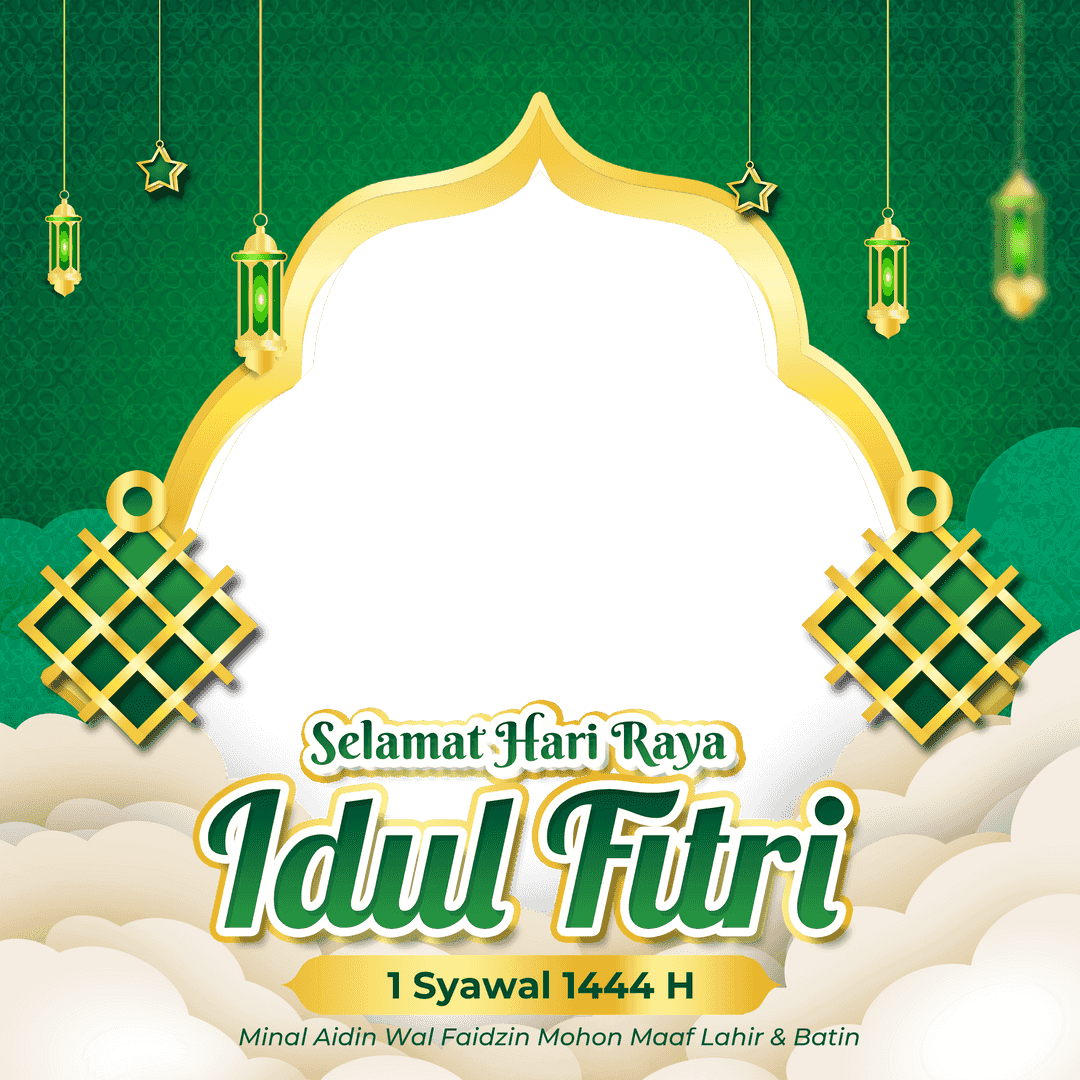 Selamat Hari Raya
Idul Fitri
1 Syawal 1444 H
Minal Aidin Wal Faidzin Mohon Maaf Lahir & Batin